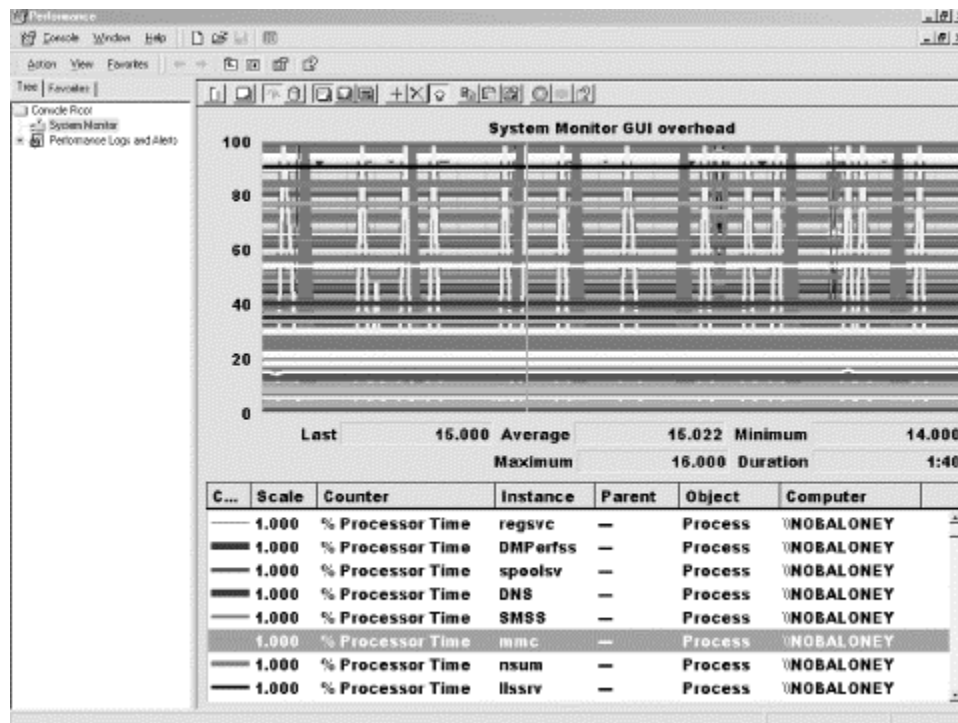 Performance
Console Window Help
Action View Favorites
Tree Favorites
Console Root
System Monitor
Performance Logs and Alerts
System Monitor GUI overhead
100
80
60
40
20
0
Last 15.000 Average 15.022 Minimum 14.000
Maximum 16.000 Duration 1:40
C... Scale Counter Instance Parent Object Computer
1.000 % Processor Time regsvc — Process \\NOBALONEY
1.000 % Processor Time DMPerfss — Process \\NOBALONEY
1.000 % Processor Time spoolsv — Process \\NOBALONEY
1.000 % Processor Time DNS — Process \\NOBALONEY
1.000 % Processor Time SMSS — Process \\NOBALONEY
1.000 % Processor Time mmc — Process \\NOBALONEY
1.000 % Processor Time nsum — Process \\NOBALONEY
1.000 % Processor Time llssrv — Process \\NOBALONEY